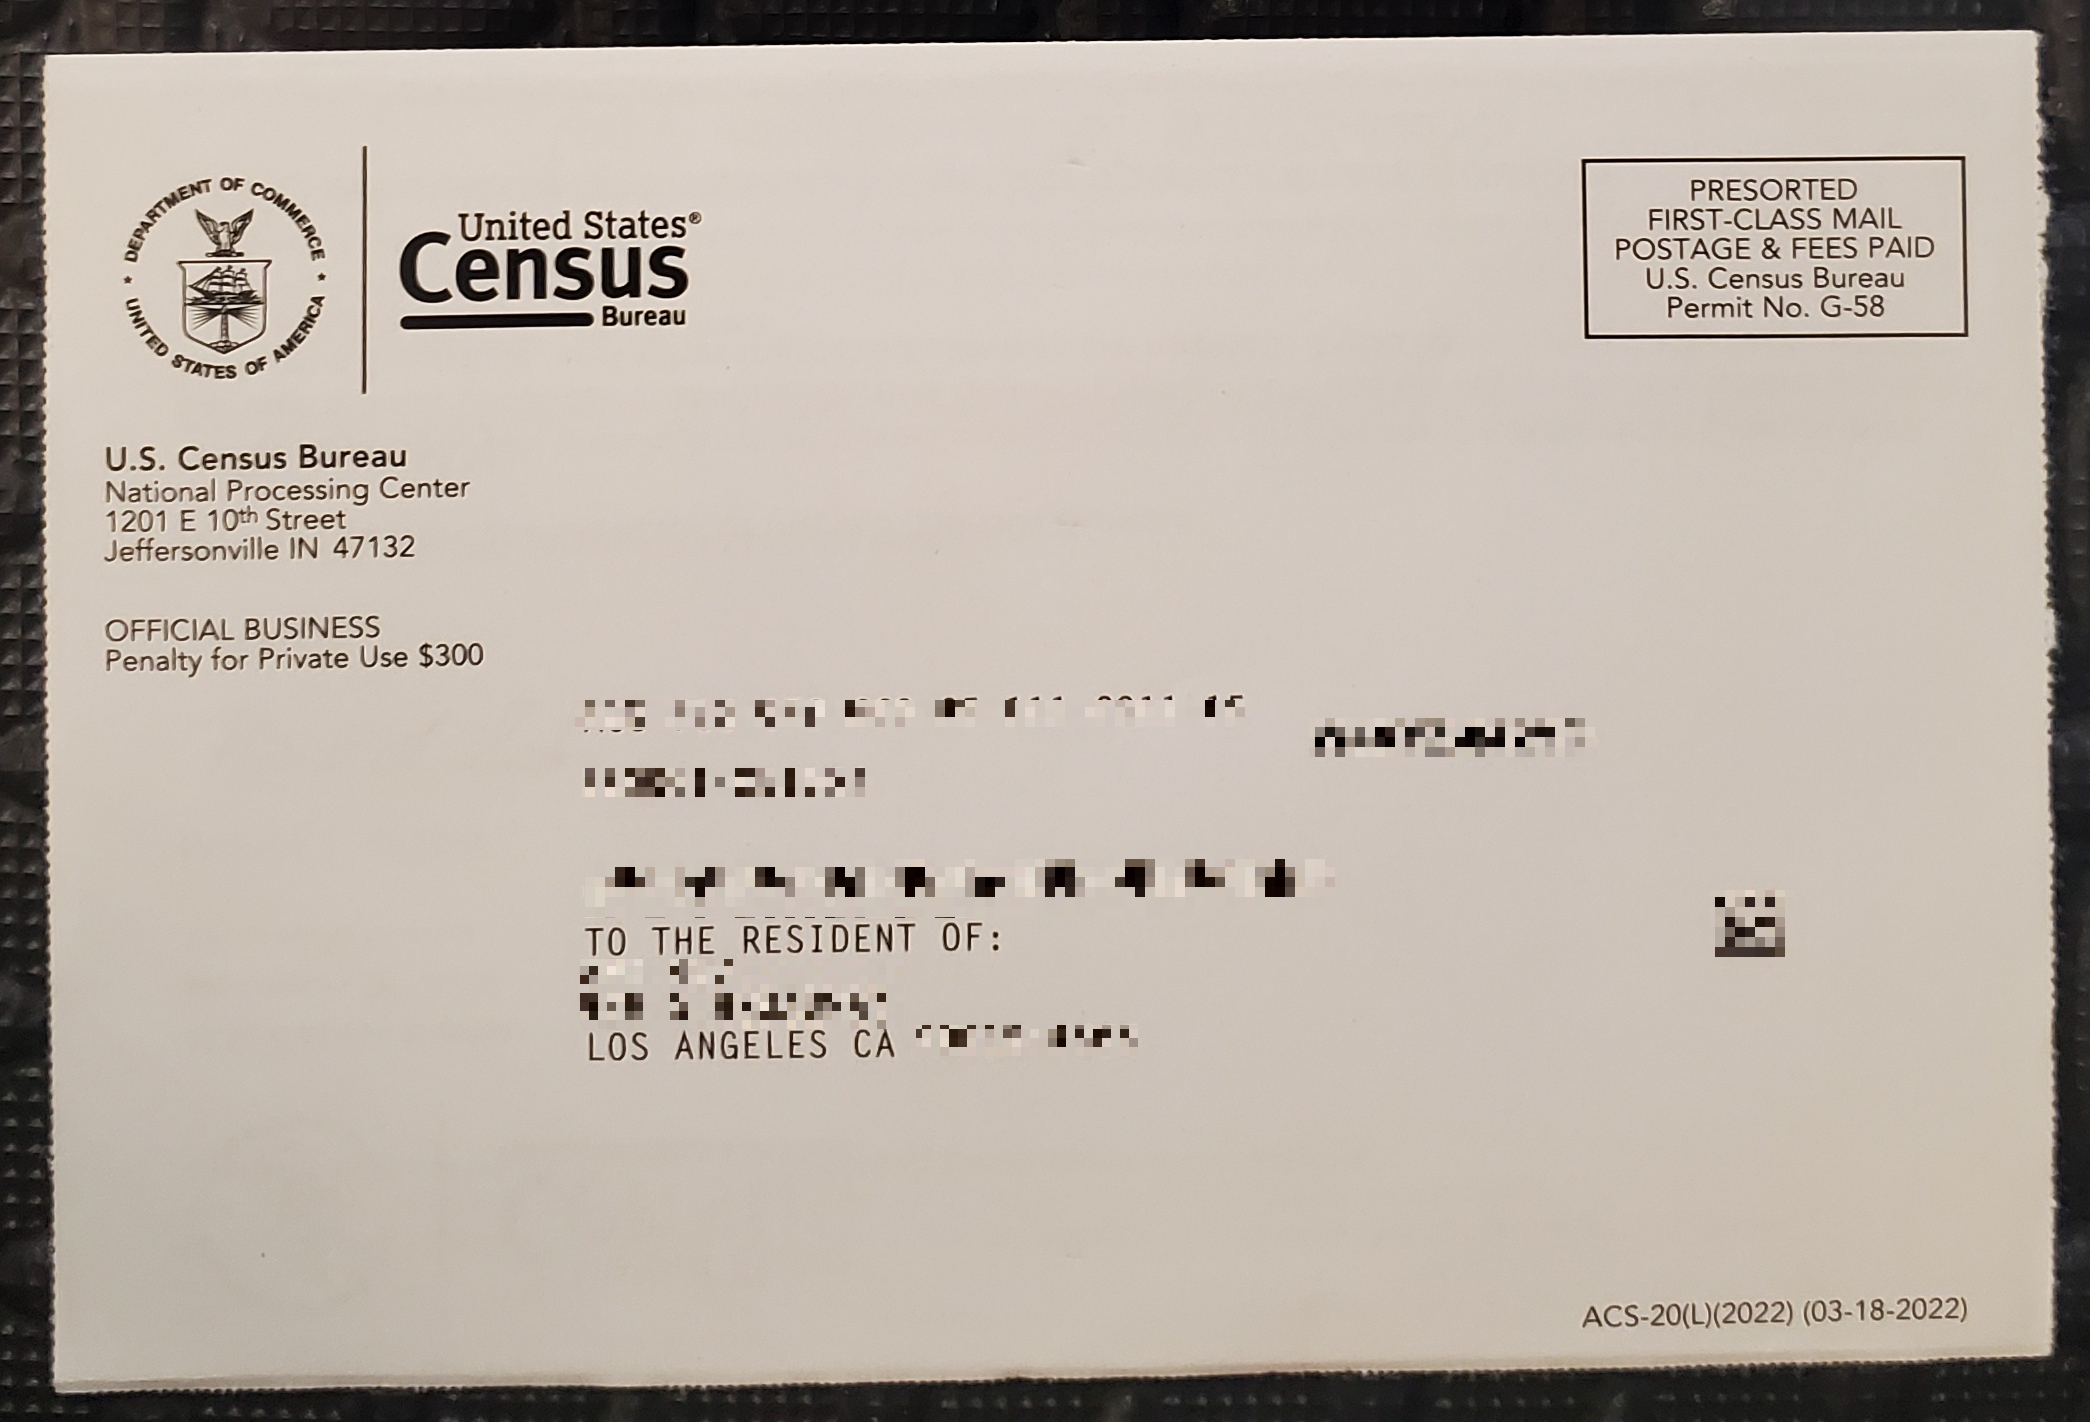 DEPARTMENT OF COMMERCE
UNITED STATES OF AMERICA
United States®
Census
Bureau
PRESORTED
FIRST-CLASS MAIL
POSTAGE & FEES PAID
U.S. Census Bureau
Permit No. G-58
U.S. Census Bureau
National Processing Center
1201 E 10th Street
Jeffersonville IN 47132
OFFICIAL BUSINESS
Penalty for Private Use $300
TO THE RESIDENT OF:
LOS ANGELES CA
ACS-20(L)(2022) (03-18-2022)